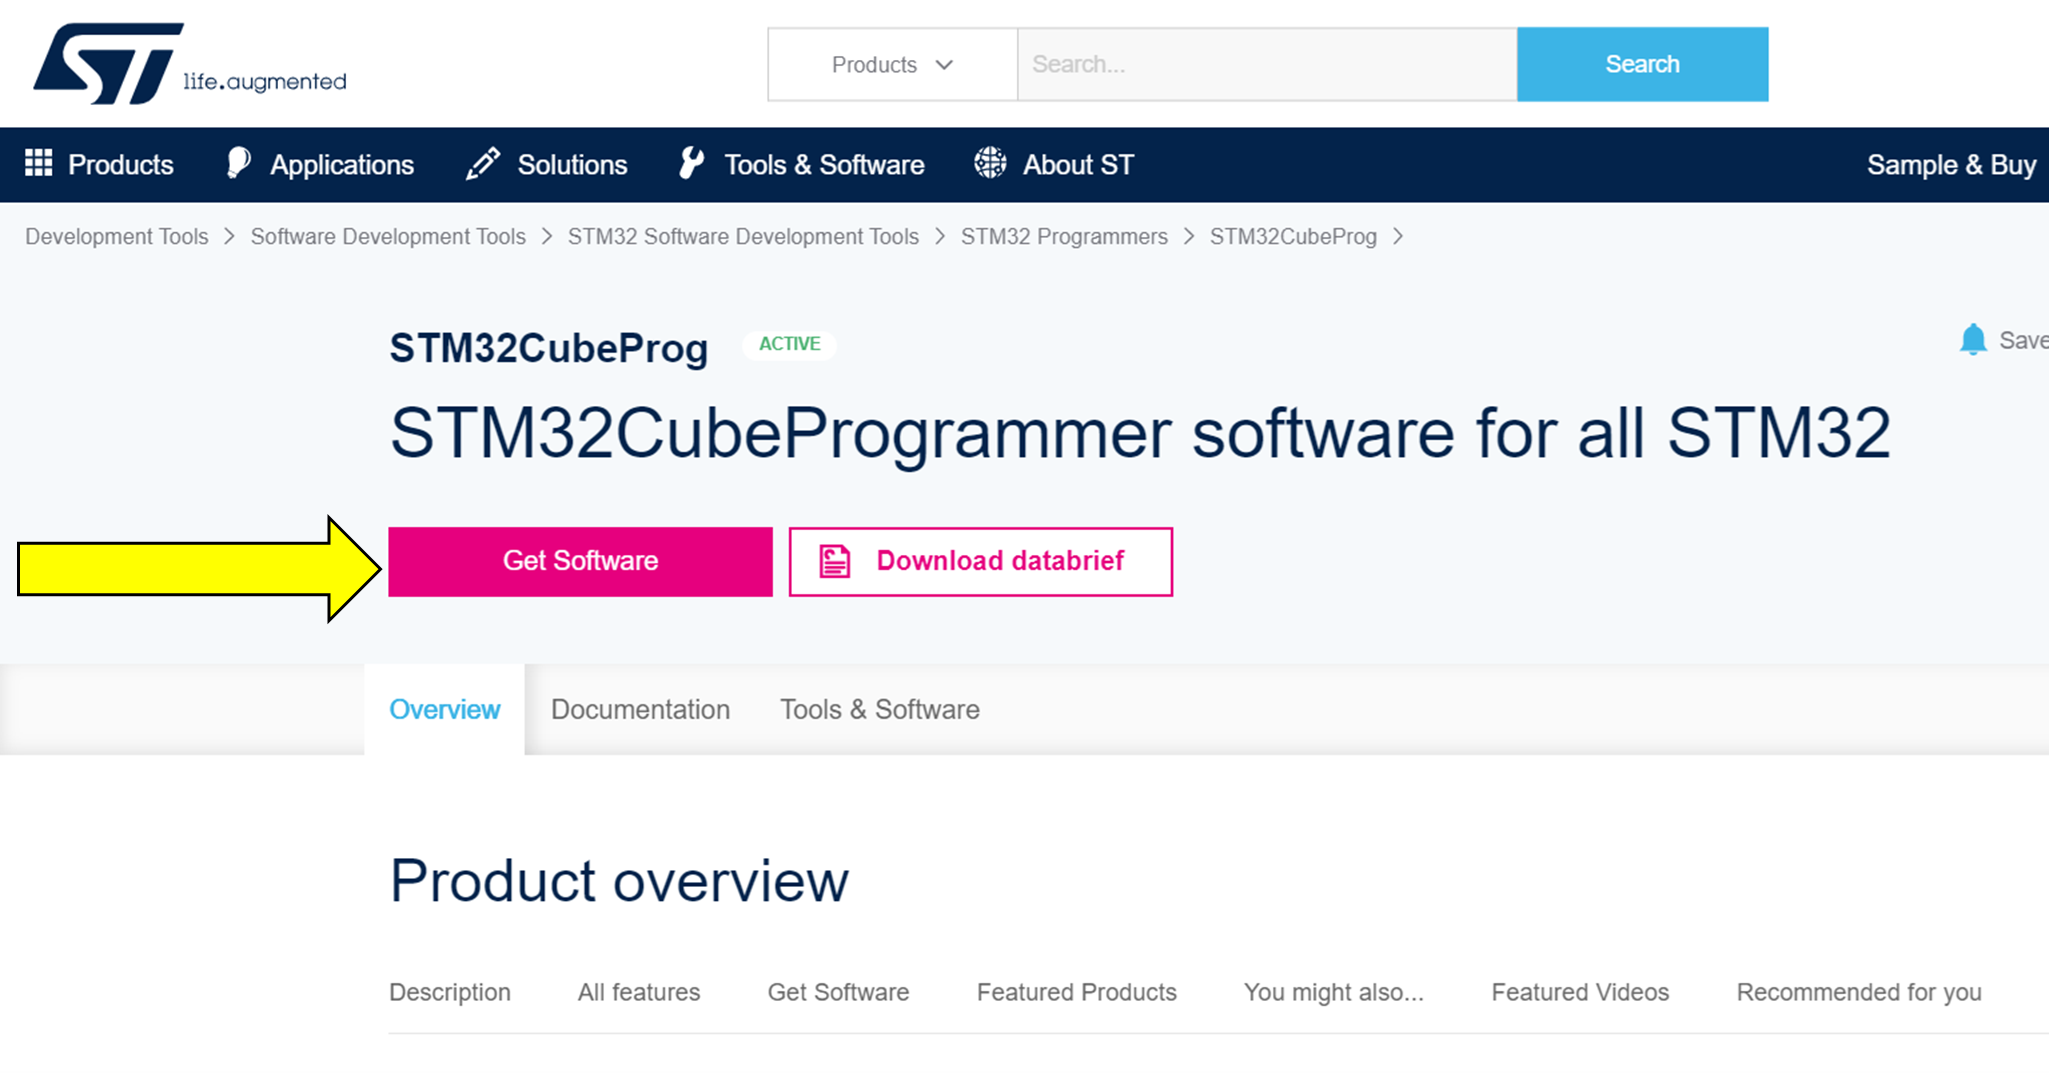 ST life.augmented
Products Search... Search
Products Applications Solutions Tools & Software About ST Sample & Buy
Development Tools > Software Development Tools > STM32 Software Development Tools > STM32 Programmers > STM32CubeProg >
STM32CubeProg ACTIVE Save
STM32CubeProgrammer software for all STM32
Get Software Download databrief
Overview Documentation Tools & Software
Product overview
Description All features Get Software Featured Products You might also... Featured Videos Recommended for you